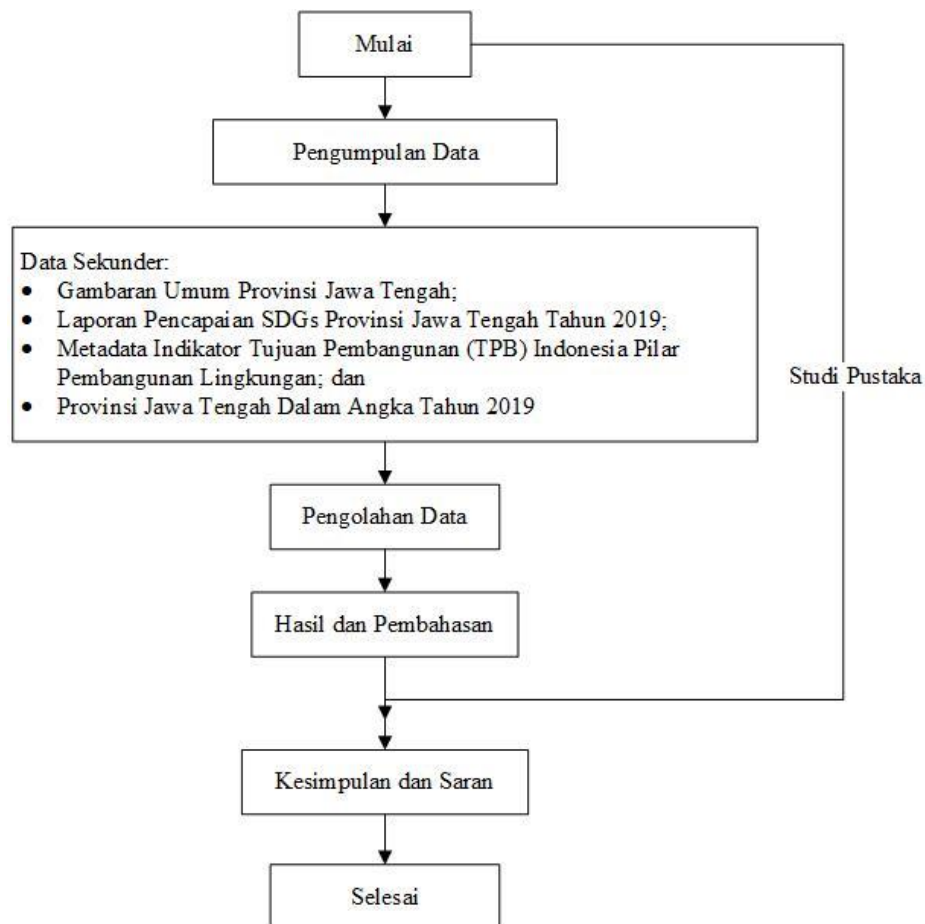 Mulai
Pengumpulan Data
Data Sekunder:
• Gambaran Umum Provinsi Jawa Tengah;
• Laporan Pencapaian SDGs Provinsi Jawa Tengah Tahun 2019;
• Metadata Indikator Tujuan Pembangunan (TPB) Indonesia Pilar
Pembangunan Lingkungan; dan
• Provinsi Jawa Tengah Dalam Angka Tahun 2019
Studi Pustaka
Pengolahan Data
Hasil dan Pembahasan
Kesimpulan dan Saran
Selesai